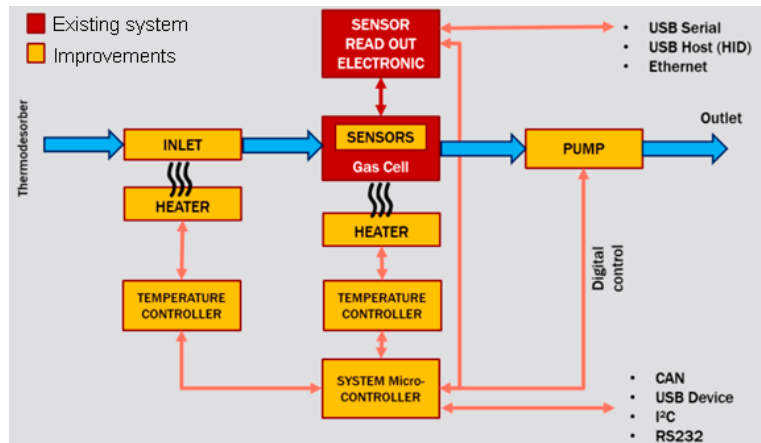 Existing system
Improvements
SENSOR
READ OUT
ELECTRONIC
• USB Serial
• USB Host (HID)
• Ethernet
Thermodesorber
INLET
SENSORS
Gas Cell
PUMP
Outlet
HEATER
HEATER
Digital
control
TEMPERATURE
CONTROLLER
TEMPERATURE
CONTROLLER
SYSTEM Micro-
CONTROLLER
• CAN
• USB Device
• I²C
• RS232